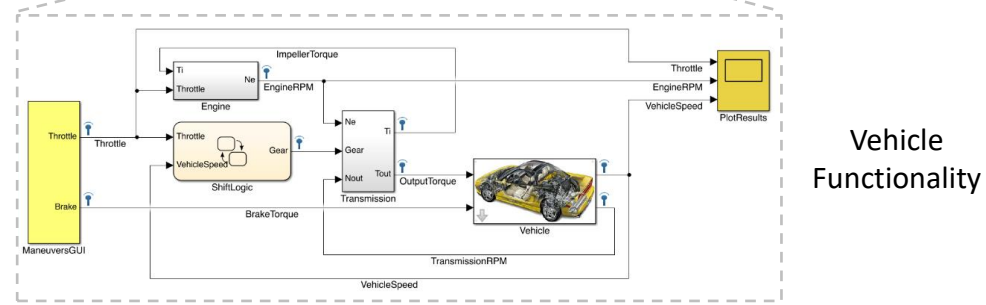 ImpellerTorque
Ti
Ne
Throttle
EngineRPM
Engine
Throttle
EngineRPM
VehicleSpeed
PlotResults
Throttle
Throttle
Throttle
VehicleSpeed
Gear
ShiftLogic
Ne
Ti
Gear
Nout
Tout
Transmission
OutputTorque
Brake
BrakeTorque
ManeuversGUI
Vehicle
TransmissionRPM
VehicleSpeed
Vehicle
Functionality